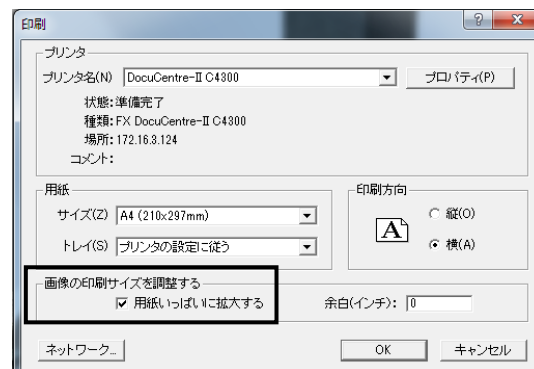 印刷
プリンタ
プリンタ名(N) DocuCentre-II C4300 プロパティ(P)
状態:準備完了
種類:FX DocuCentre-II C4300
場所:172.16.3.124
コメント:
用紙
サイズ(Z) A4 (210x297mm)
トレイ(S) プリンタの設定に従う
印刷方向
A
縦(O)
横(A)
画像の印刷サイズを調整する
用紙いっぱいに拡大する
余白(インチ): 0
ネットワーク... OK キャンセル